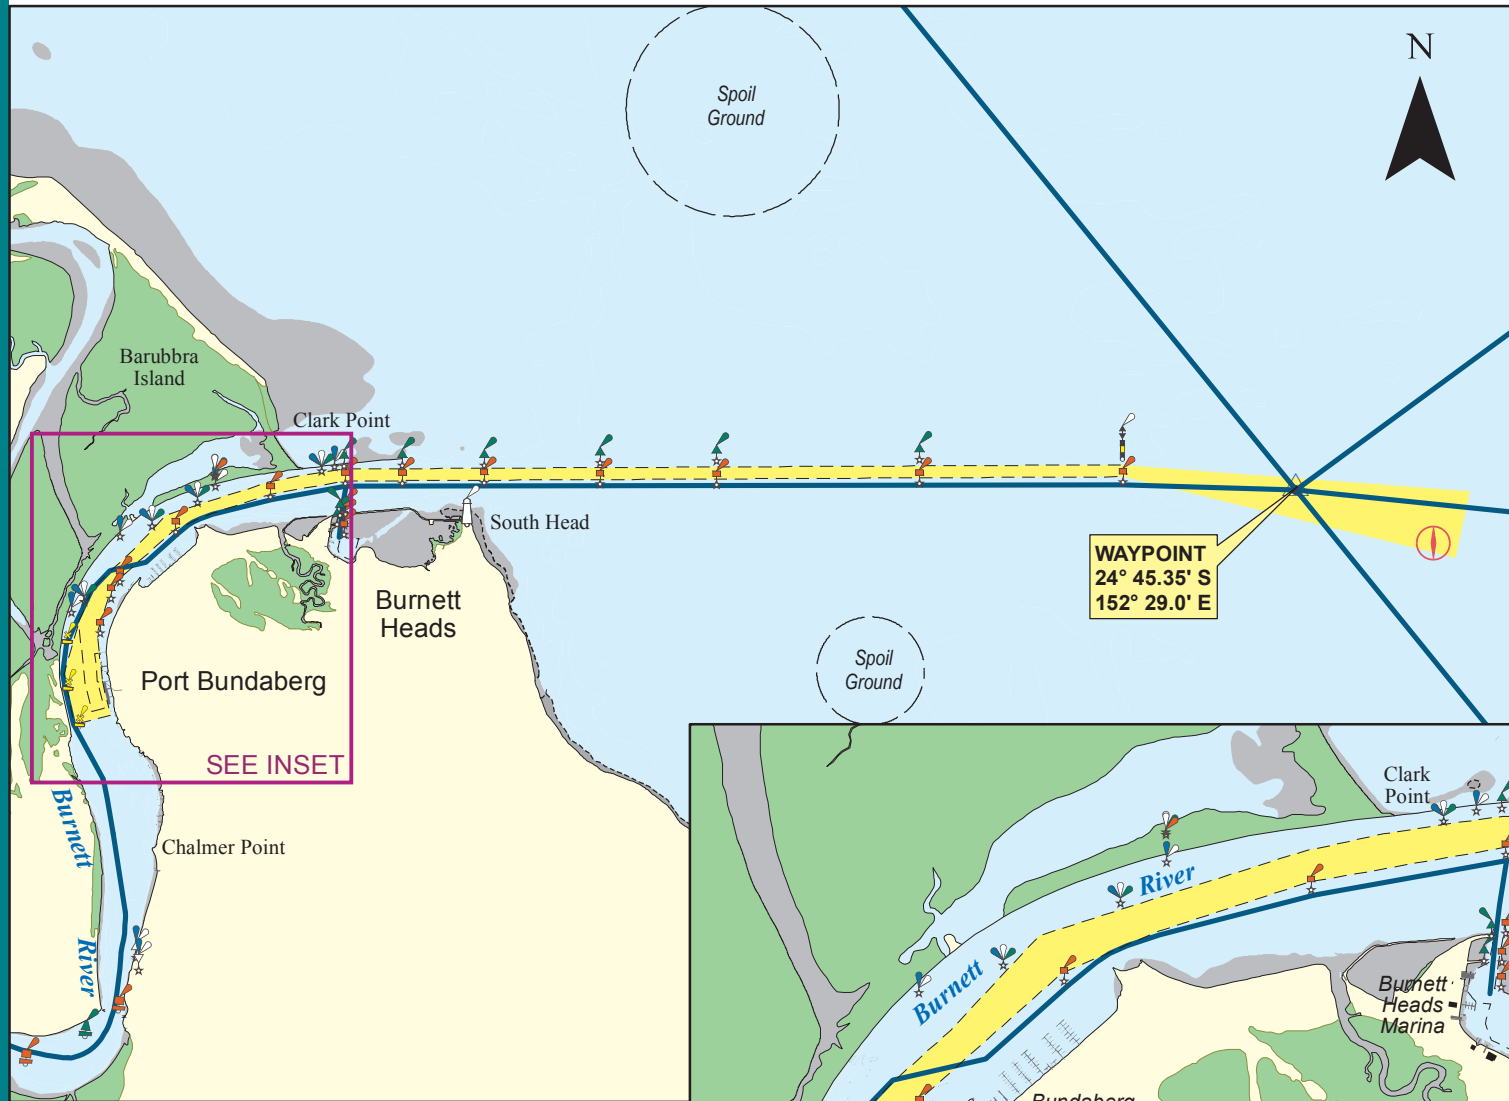 Spoil
Ground
N
Barubbra
Island
Clark Point
South Head
WAYPOINT
24° 45.35' S
152° 29.0' E
Burnett
Heads
Spoil
Ground
Port Bundaberg
SEE INSET
Burnett
River
Chalmer Point
Clark
Point
River
Burnett
Burnett
Heads
Marina
Bundaberg